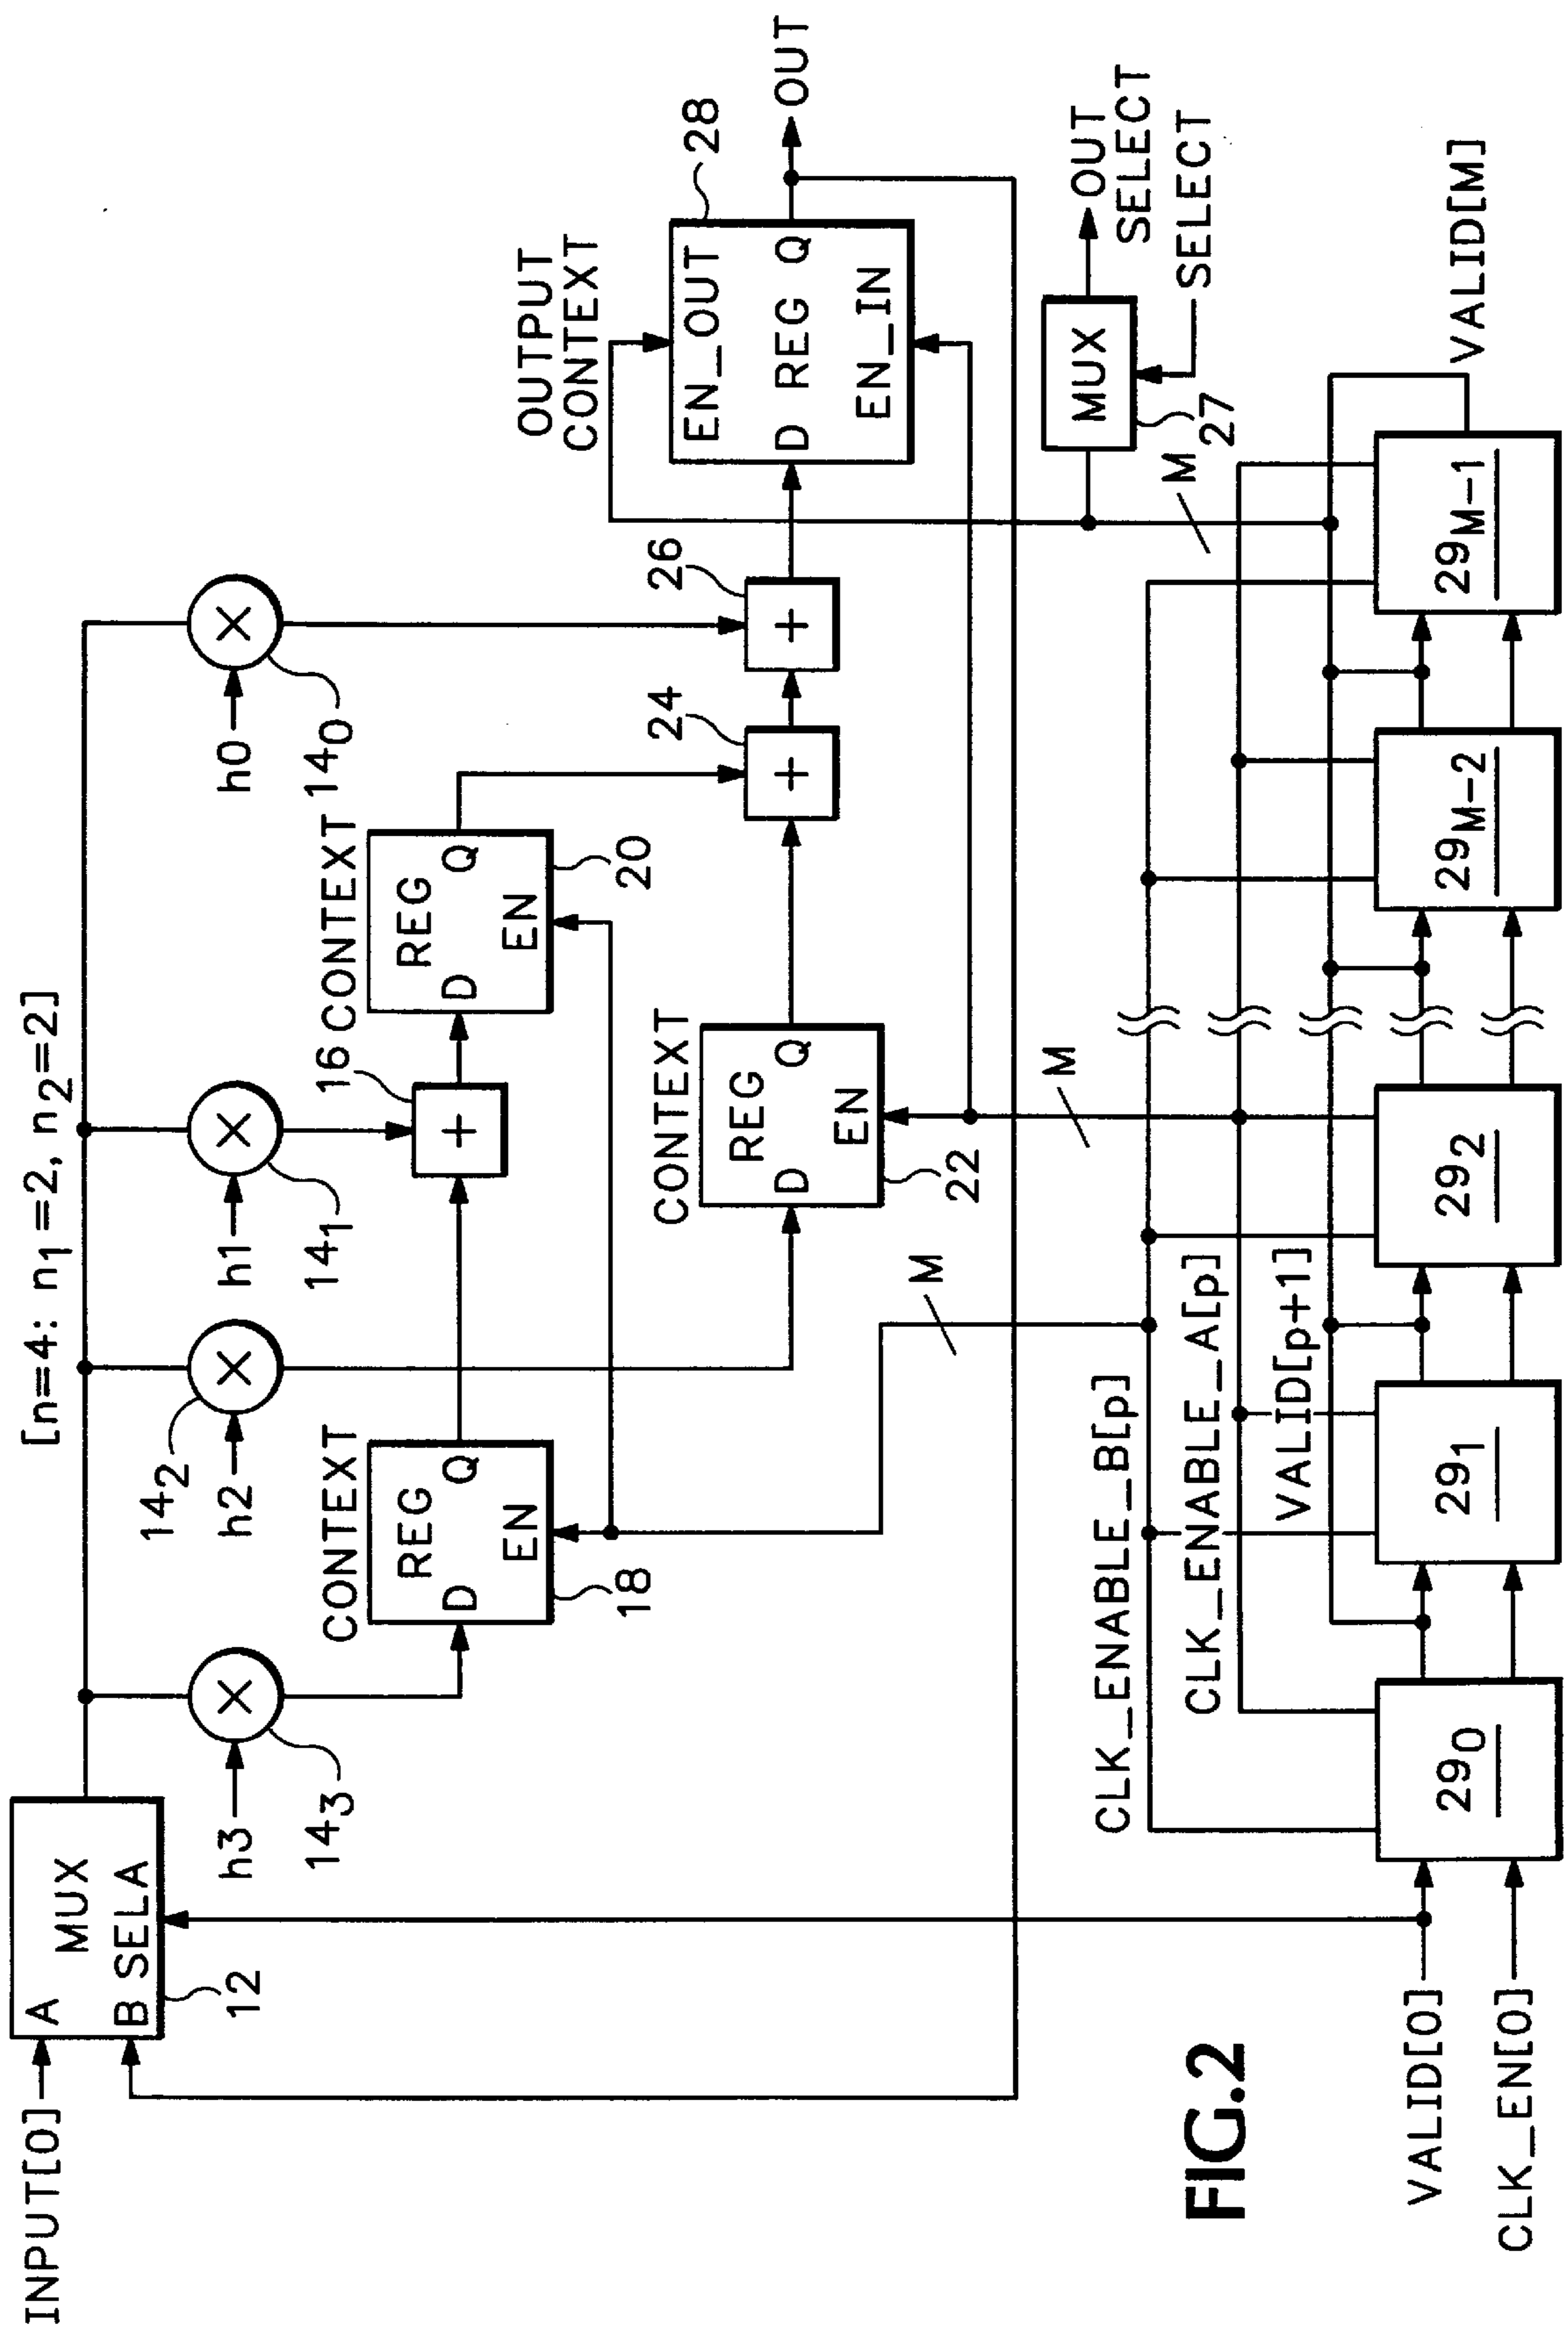 [n=4: n1=2, n2=2]
INPUT[0]
A
MUX
B SELA
12
h3
143
h2
142
h1
141
h0
140
CONTEXT
REG
D Q
EN
18
16
+
CONTEXT
REG
D Q
EN
20
CONTEXT
REG
D Q
EN
22
24
+
26
+
OUTPUT
CONTEXT
EN_OUT
D REG Q
EN_IN
28
OUT
MUX
27
OUT
SELECT
SELECT
M
M
M
CLK_ENABLE_B[p]
CLK_ENABLE_A[p]
VALID[p+1]
VALID[M]
VALID[0]
CLK_EN[0]
290
291
292
29M-2
29M-1
FIG.2